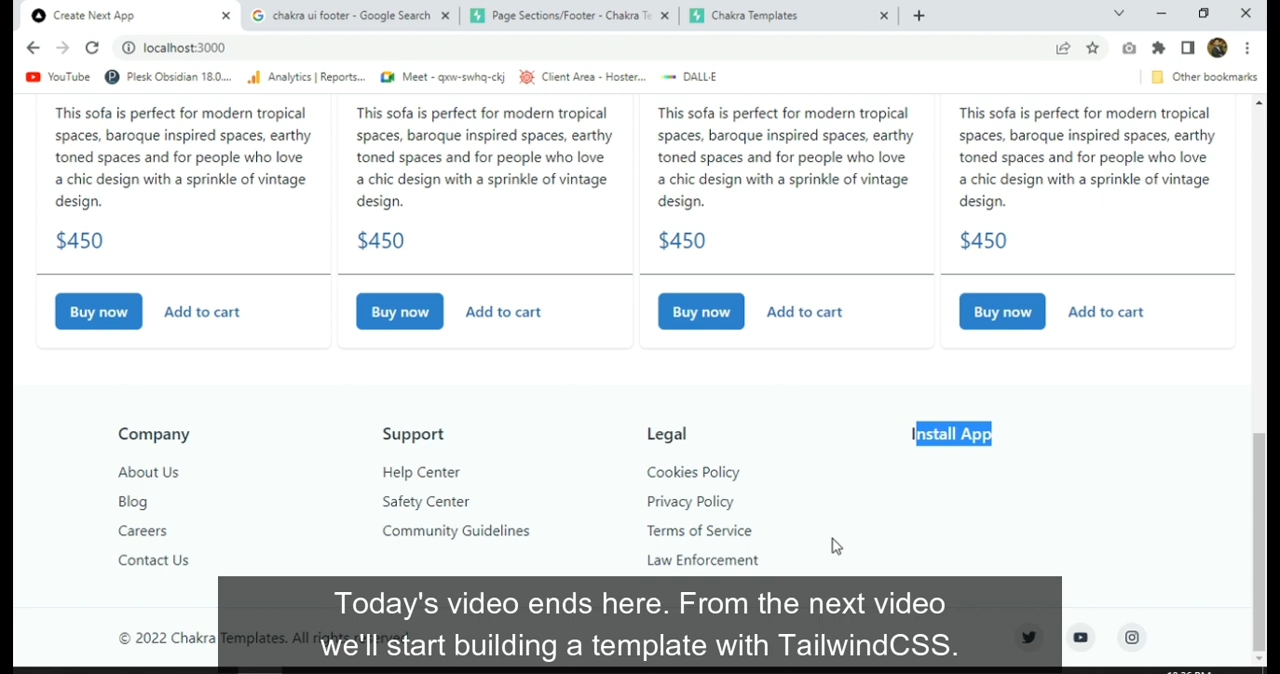 Create Next App
chakra ui footer - Google Search
Page Sections/Footer - Chakra Te
Chakra Templates
localhost:3000
YouTube
Plesk Obsidian 18.0....
Analytics | Reports...
Meet - qxw-swhq-ckj
Client Area - Hoster...
DALL·E
Other bookmarks
This sofa is perfect for modern tropical
spaces, baroque inspired spaces, earthy
toned spaces and for people who love
a chic design with a sprinkle of vintage
design.
$450
Buy now
Add to cart
This sofa is perfect for modern tropical
spaces, baroque inspired spaces, earthy
toned spaces and for people who love
a chic design with a sprinkle of vintage
design.
$450
Buy now
Add to cart
This sofa is perfect for modern tropical
spaces, baroque inspired spaces, earthy
toned spaces and for people who love
a chic design with a sprinkle of vintage
design.
$450
Buy now
Add to cart
This sofa is perfect for modern tropical
spaces, baroque inspired spaces, earthy
toned spaces and for people who love
a chic design with a sprinkle of vintage
design.
$450
Buy now
Add to cart
Company
About Us
Blog
Careers
Contact Us
Support
Help Center
Safety Center
Community Guidelines
Legal
Cookies Policy
Privacy Policy
Terms of Service
Law Enforcement
Install App
© 2022 Chakra Templates. All rights reserved
Today's video ends here. From the next video
we'll start building a template with TailwindCSS.